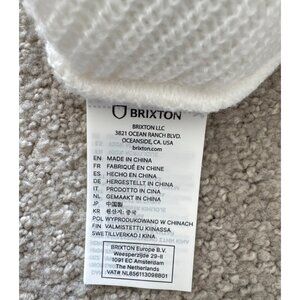 BRIXTON
BRIXTON LLC
3821 OCEAN RANCH BLVD.
OCEANSIDE, CA. USA
brixton.com
EN MADE IN CHINA
FR FABRIQUÉ EN CHINE
ES HECHO EN CHINA
DE HERGESTELLT IN CHINA
IT PRODOTTO IN CINA
NL GEMAAKT IN CHINA
JP. 中国製
KR 원산지: 중국
POL WYPRODUKOWANO W CHINACH
FIN VALMISTETTU KIINASSA
SWE TILLVERKAD I KINA
BRIXTON Europe B.V.
Weesperzijde 29-II
1091 EC Amsterdam
The Netherlands
VAT# NL856113098B01